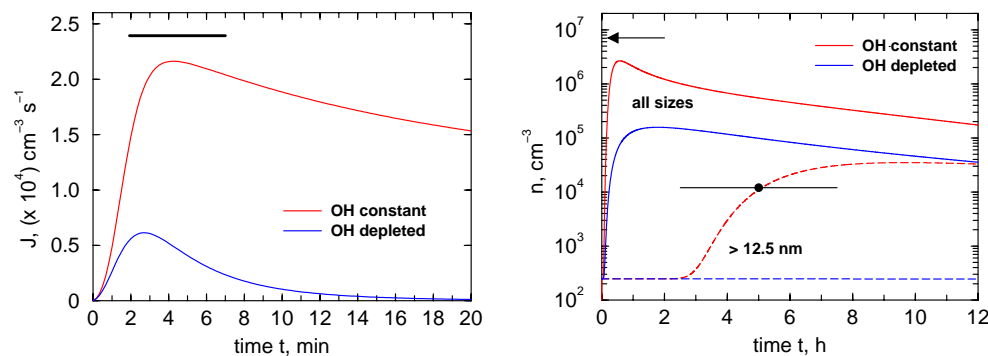 2.5
2.0
1.5
1.0
0.5
0
J, (x 10⁴) cm⁻³ s⁻¹
OH constant
OH depleted
0 2 4 6 8 10 12 14 16 18 20
time t, min
10⁷
10⁶
10⁵
10⁴
10³
10²
n, cm⁻³
OH constant
OH depleted
all sizes
> 12.5 nm
0 2 4 6 8 10 12
time t, h